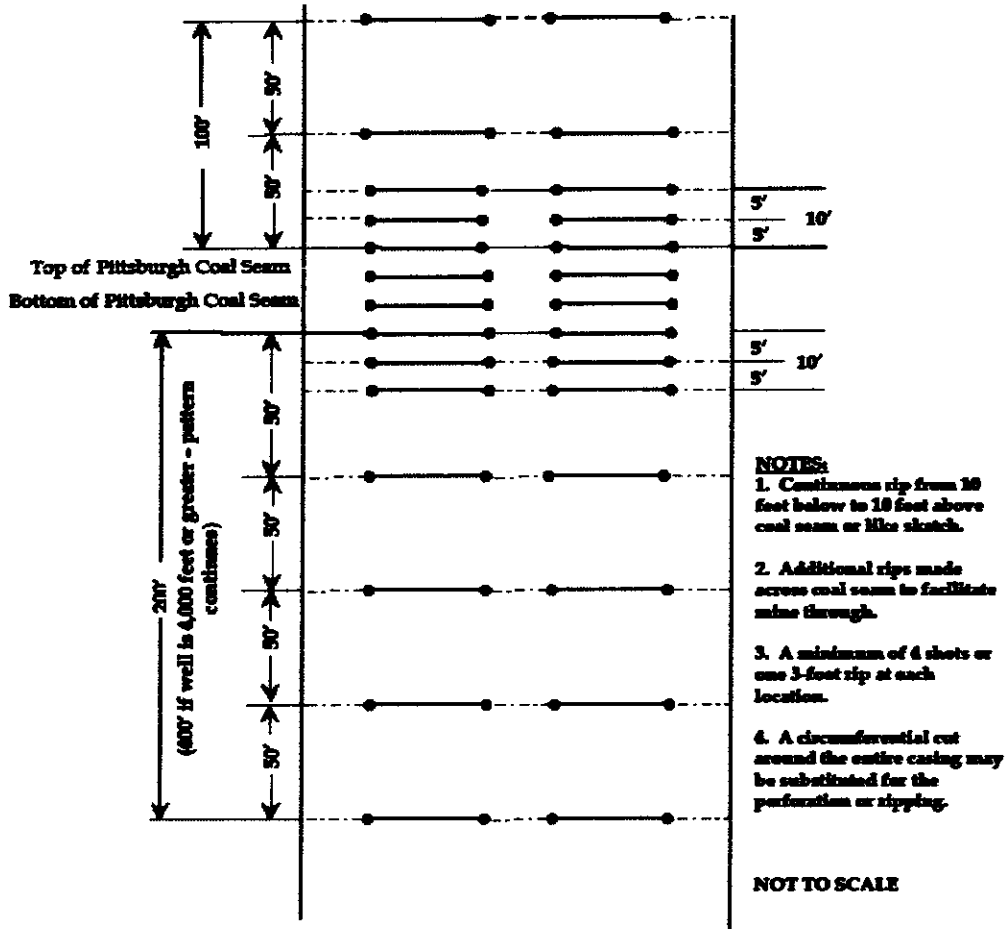 50'
100'
50'
5'
10'
5'
Top of Pittsburgh Coal Seam
Bottom of Pittsburgh Coal Seam
5'
10'
5'
50'
200'
(400' if well is 4,000 feet or greater - pattern
continues)
50'
50'
50'
NOTES:
1. Continuous rip from 10
feet below to 10 feet above
coal seam or like sketch.
2. Additional rips made
across coal seam to facilitate
mine through.
3. A minimum of 4 shots or
one 3-foot rip at each
location.
4. A circumferential cut
around the entire casing may
be substituted for the
perforation or ripping.
NOT TO SCALE